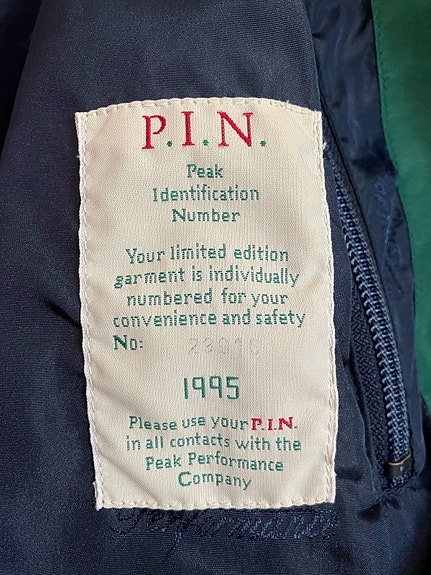 P.I.N.
Peak
Identification
Number
Your limited edition
garment is individually
numbered for your
convenience and safety
No:
1995
Please use your P.I.N.
in all contacts with the
Peak Performance
Company
Performance